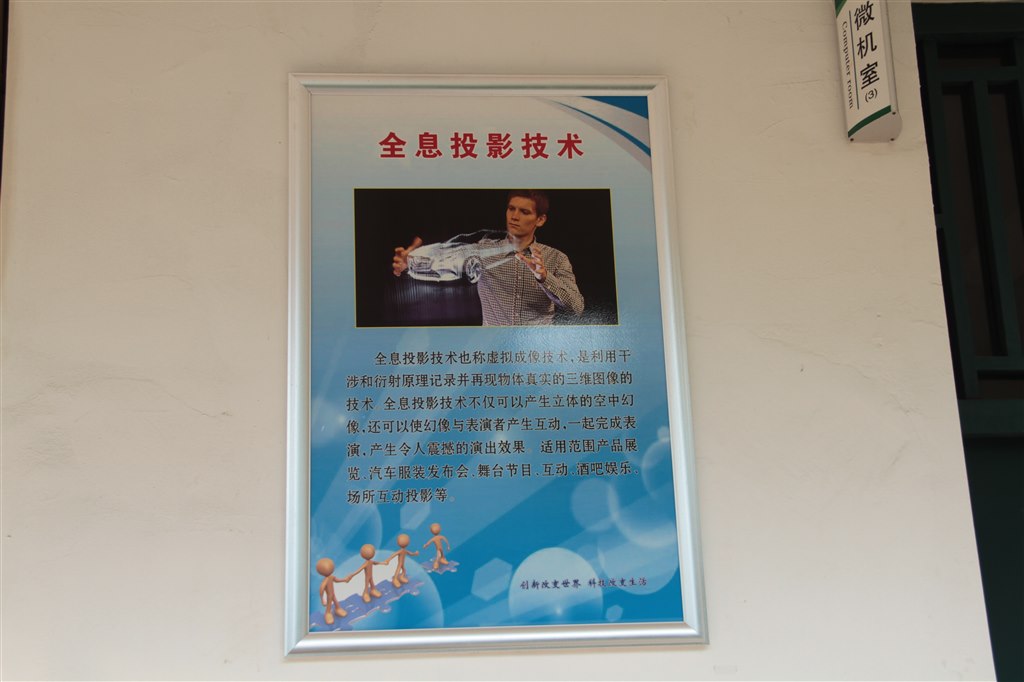 微机室(3)
Computer room
全息投影技术
全息投影技术也称虚拟成像技术,是利用干
涉和衍射原理记录并再现物体真实的三维图像的
技术 全息投影技术不仅可以产生立体的空中幻
像,还可以使幻像与表演者产生互动,一起完成表
演,产生令人震撼的演出效果 适用范围产品展
览、汽车服装发布会、舞台节目、互动、酒吧娱乐、
场所互动投影等。
创新改变世界 科技改变生活